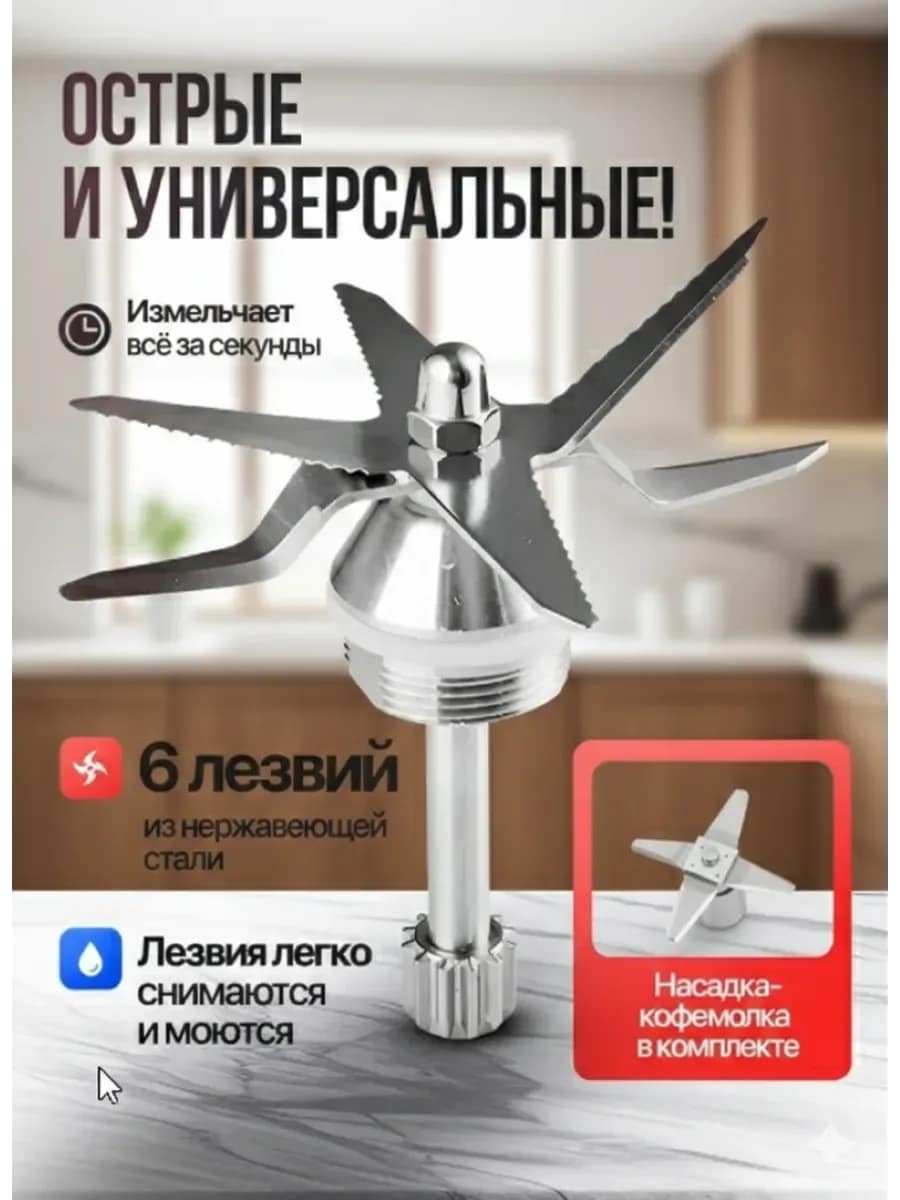 ОСТРЫЕ
И УНИВЕРСАЛЬНЫЕ!
Измельчает
всё за секунды
6 лезвий
из нержавеющей
стали
Лезвия легко
снимаются
и моются
Насадка-
кофемолка
в комплекте